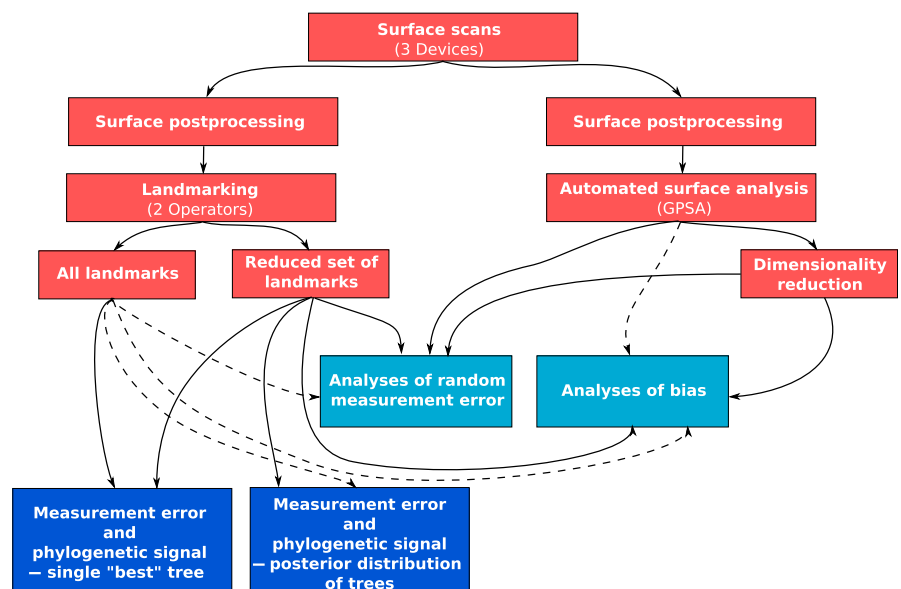 Surface scans
(3 Devices)
Surface postprocessing
Surface postprocessing
Landmarking
(2 Operators)
Automated surface analysis
(GPSA)
All landmarks
Reduced set of
landmarks
Dimensionality
reduction
Analyses of random
measurement error
Analyses of bias
Measurement error
and
phylogenetic signal
– single "best" tree
Measurement error
and
phylogenetic signal
– posterior distribution
of trees